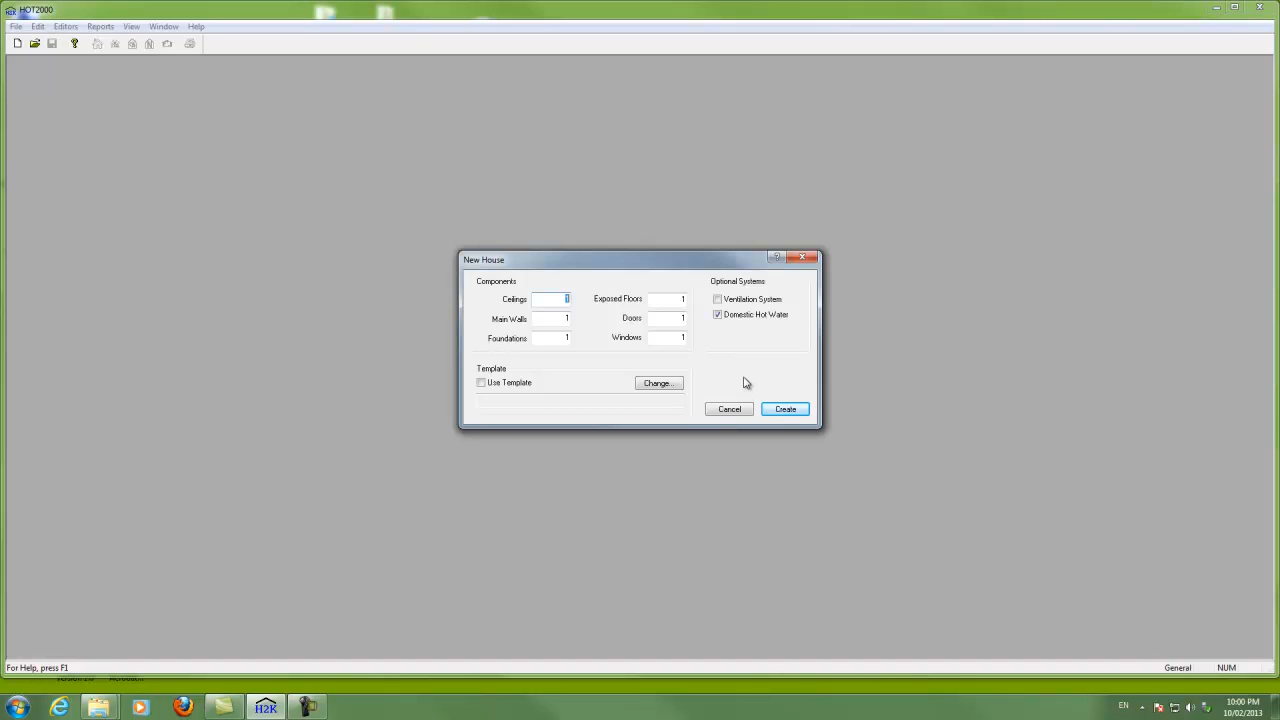 HOT2000
File Edit Editors Reports View Window Help
New House
Components
Optional Systems
Ceilings 1 Exposed Floors 1 Ventilation System
Main Walls 1 Doors 1 Domestic Hot Water
Foundations 1 Windows 1
Template
Use Template Change...
Cancel Create
For Help, press F1 General NUM
H2K
EN 10:00 PM
10/02/2013